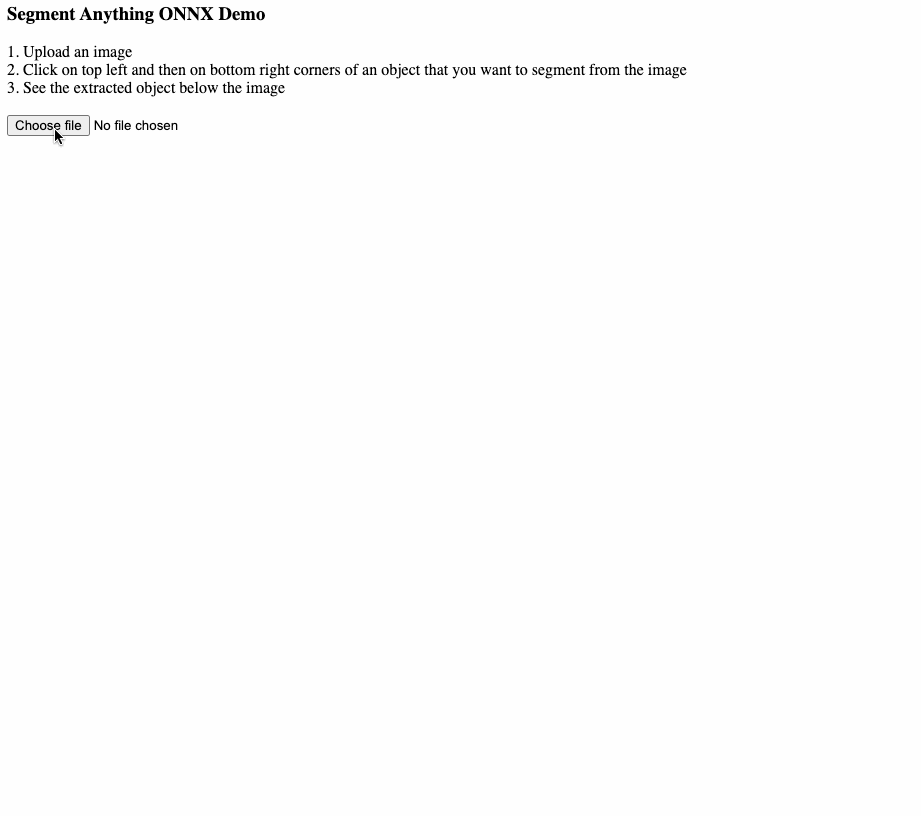 Segment Anything ONNX Demo
1. Upload an image
2. Click on top left and then on bottom right corners of an object that you want to segment from the image
3. See the extracted object below the image
Choose file No file chosen